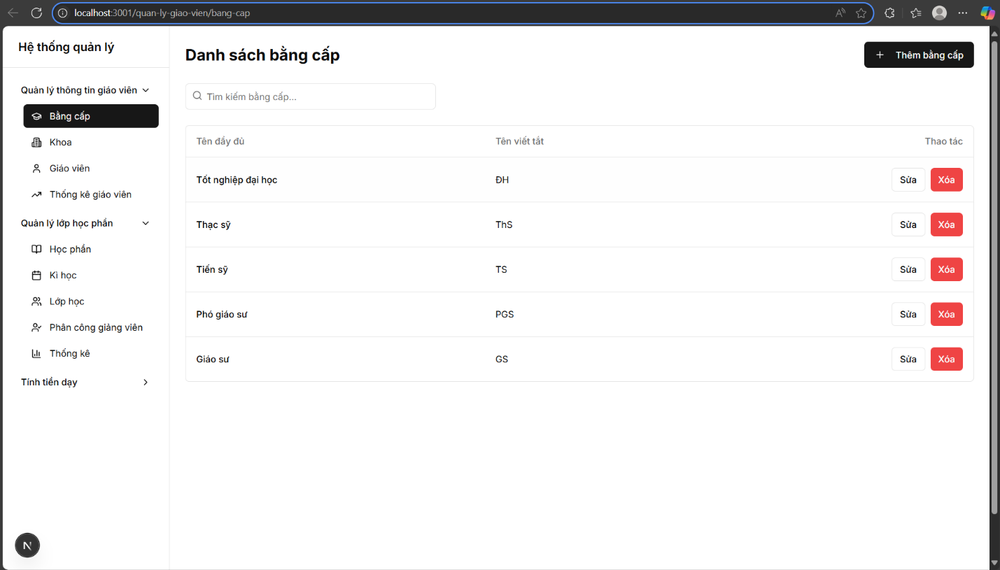 localhost:3001/quan-ly-giao-vien/bang-cap
Hệ thống quản lý
Quản lý thông tin giáo viên
Bằng cấp
Khoa
Giáo viên
Thống kê giáo viên
Quản lý lớp học phần
Học phần
Kì học
Lớp học
Phân công giảng viên
Thống kê
Tính tiền dạy
N
Danh sách bằng cấp
Thêm bằng cấp
Tìm kiếm bằng cấp...
Tên đầy đủ Tên viết tắt Thao tác
Tốt nghiệp đại học ĐH Sửa Xóa
Thạc sỹ ThS Sửa Xóa
Tiến sỹ TS Sửa Xóa
Phó giáo sư PGS Sửa Xóa
Giáo sư GS Sửa Xóa